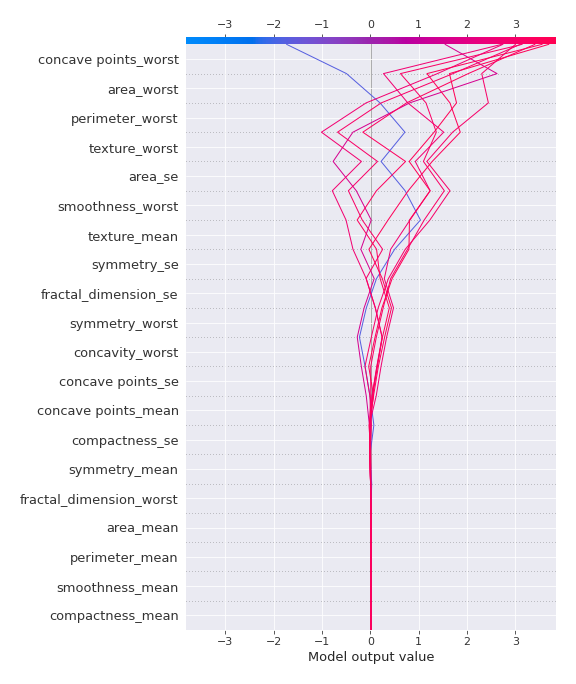 −3 −2 −1 0 1 2 3
concave points_worst
area_worst
perimeter_worst
texture_worst
area_se
smoothness_worst
texture_mean
symmetry_se
fractal_dimension_se
symmetry_worst
concavity_worst
concave points_se
concave points_mean
compactness_se
symmetry_mean
fractal_dimension_worst
area_mean
perimeter_mean
smoothness_mean
compactness_mean
−3 −2 −1 0 1 2 3
Model output value